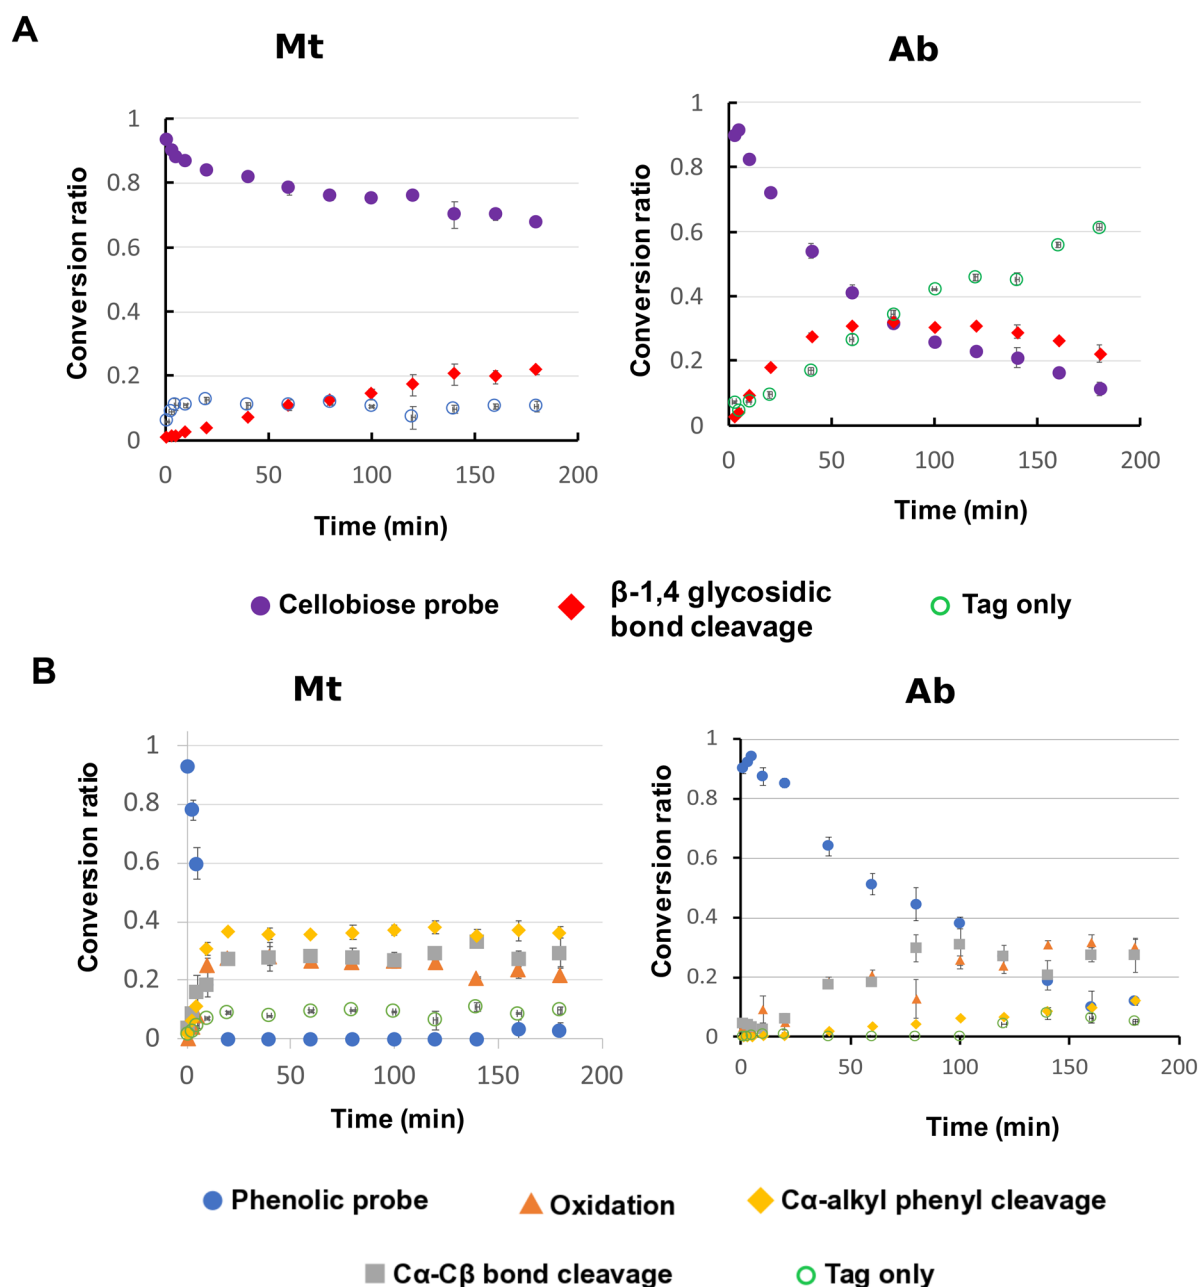 A
Mt
Ab
Conversion ratio
1
0.8
0.6
0.4
0.2
0
0
50
100
150
200
Time (min)
Conversion ratio
1
0.8
0.6
0.4
0.2
0
0
50
100
150
200
Time (min)
Cellobiose probe
β-1,4 glycosidic
bond cleavage
Tag only
B
Mt
Ab
Conversion ratio
1
0.8
0.6
0.4
0.2
0
0
50
100
150
200
Time (min)
Conversion ratio
1
0.8
0.6
0.4
0.2
0
0
50
100
150
200
Time (min)
Phenolic probe
Oxidation
Cα-alkyl phenyl cleavage
Cα-Cβ bond cleavage
Tag only